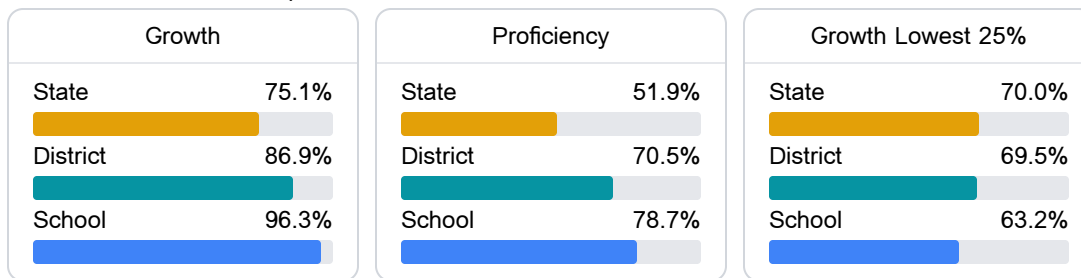 Growth
State 75.1%
District 86.9%
School 96.3%
Proficiency
State 51.9%
District 70.5%
School 78.7%
Growth Lowest 25%
State 70.0%
District 69.5%
School 63.2%